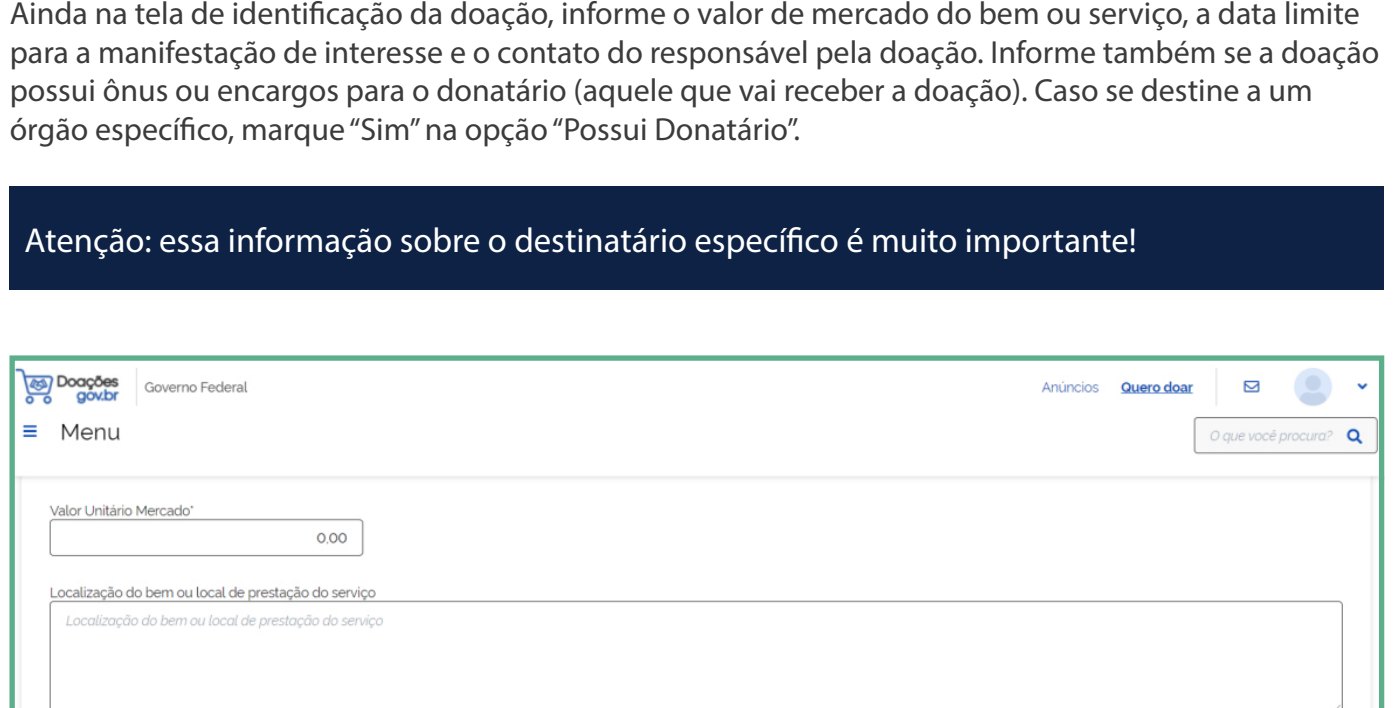 Ainda na tela de identificação da doação, informe o valor de mercado do bem ou serviço, a data limite
para a manifestação de interesse e o contato do responsável pela doação. Informe também se a doação
possui ônus ou encargos para o donatário (aquele que vai receber a doação). Caso se destine a um
órgão específico, marque “Sim” na opção “Possui Donatário”.
Atenção: essa informação sobre o destinatário específico é muito importante!
Doações
gov.br
Governo Federal
Anúncios Quero doar
Menu
O que você procura?
Valor Unitário Mercado*
0,00
Localização do bem ou local de prestação do serviço
Localização do bem ou local de prestação do serviço